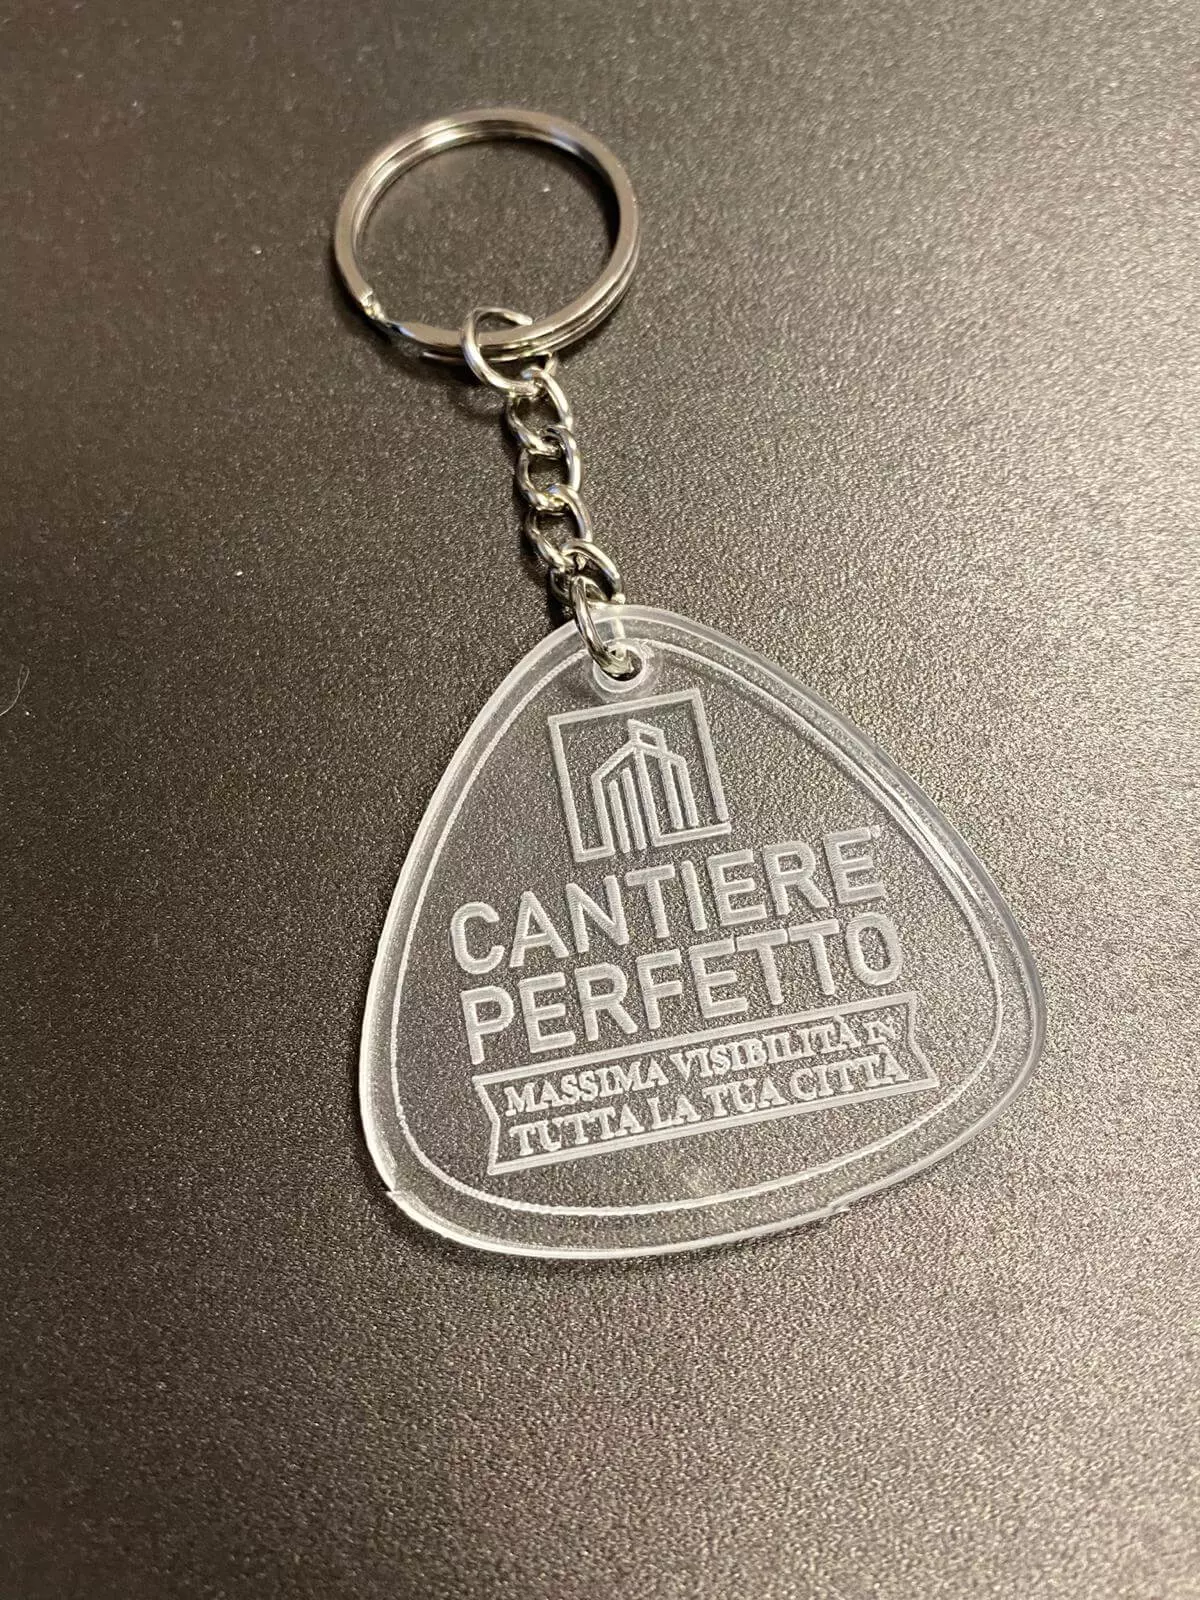 CANTIERE
PERFETTO
MASSIMA VISIBILITÀ IN
TUTTA LA TUA CITTÀ